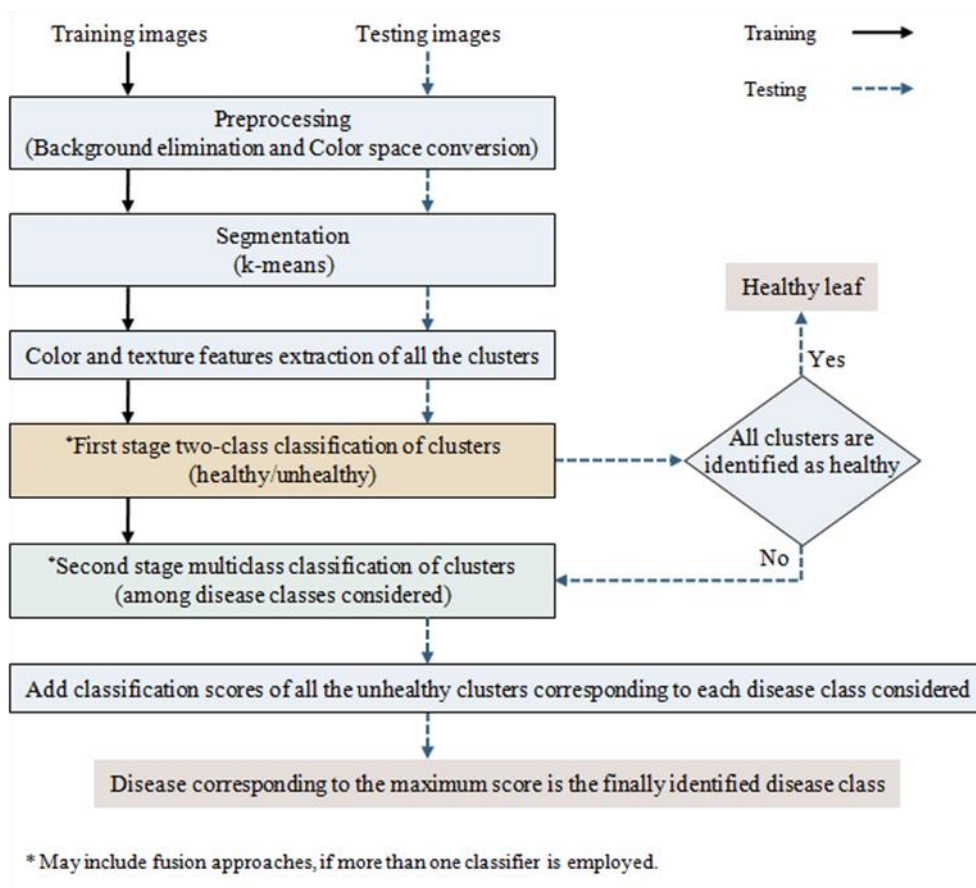 Training images
Testing images
Training
Testing
Preprocessing
(Background elimination and Color space conversion)
Segmentation
(k-means)
Color and texture features extraction of all the clusters
*First stage two-class classification of clusters
(healthy/unhealthy)
Healthy leaf
Yes
All clusters are
identified as healthy
No
*Second stage multiclass classification of clusters
(among disease classes considered)
Add classification scores of all the unhealthy clusters corresponding to each disease class considered
Disease corresponding to the maximum score is the finally identified disease class
* May include fusion approaches, if more than one classifier is employed.